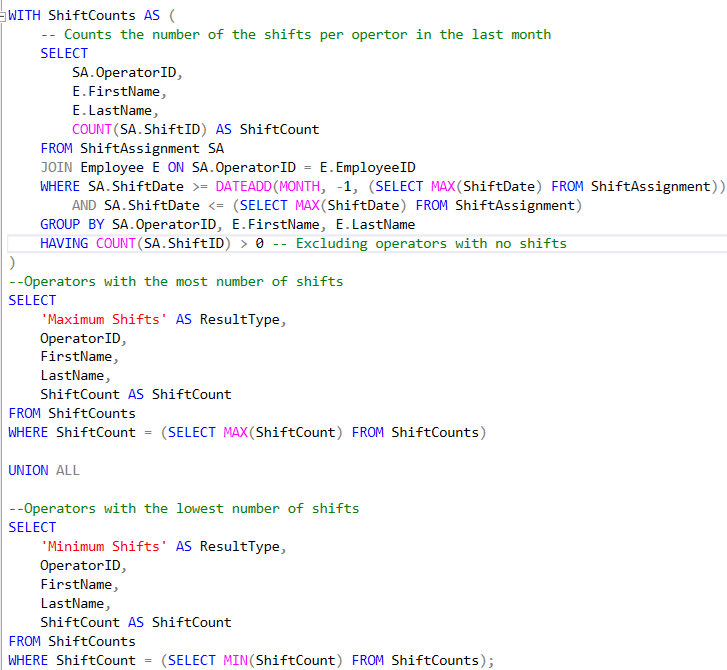 WITH ShiftCounts AS (
    -- Counts the number of the shifts per opertor in the last month
    SELECT
        SA.OperatorID,
        E.FirstName,
        E.LastName,
        COUNT(SA.ShiftID) AS ShiftCount
    FROM ShiftAssignment SA
    JOIN Employee E ON SA.OperatorID = E.EmployeeID
    WHERE SA.ShiftDate >= DATEADD(MONTH, -1, (SELECT MAX(ShiftDate) FROM ShiftAssignment))
        AND SA.ShiftDate <= (SELECT MAX(ShiftDate) FROM ShiftAssignment)
    GROUP BY SA.OperatorID, E.FirstName, E.LastName
    HAVING COUNT(SA.ShiftID) > 0 -- Excluding operators with no shifts
)
--Operators with the most number of shifts
SELECT
    'Maximum Shifts' AS ResultType,
    OperatorID,
    FirstName,
    LastName,
    ShiftCount AS ShiftCount
FROM ShiftCounts
WHERE ShiftCount = (SELECT MAX(ShiftCount) FROM ShiftCounts)

UNION ALL

--Operators with the lowest number of shifts
SELECT
    'Minimum Shifts' AS ResultType,
    OperatorID,
    FirstName,
    LastName,
    ShiftCount AS ShiftCount
FROM ShiftCounts
WHERE ShiftCount = (SELECT MIN(ShiftCount) FROM ShiftCounts);